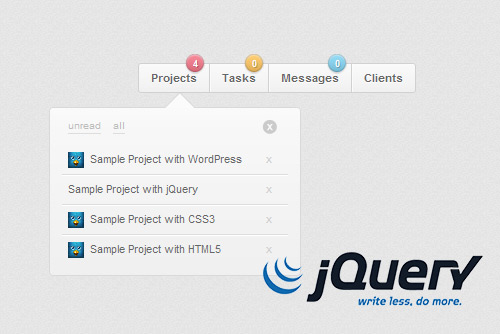 4 0 0
Projects Tasks Messages Clients
unread all x
Sample Project with WordPress x
Sample Project with jQuery x
Sample Project with CSS3 x
Sample Project with HTML5 x
jQuery
write less, do more.